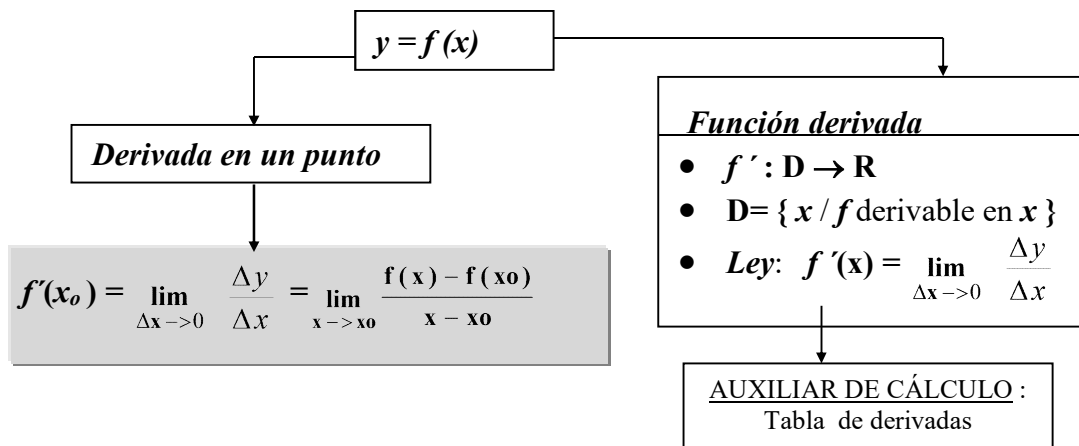 y = f (x)
Derivada en un punto
f´(xₒ) = lim Δx −>0 Δy/Δx = lim x −> xo f ( x ) − f ( xo) / x − xo
Función derivada
• f ´ : D → R
• D= { x / f derivable en x }
• Ley: f ´(x) = lim Δx −>0 Δy/Δx
AUXILIAR DE CÁLCULO :
Tabla de derivadas